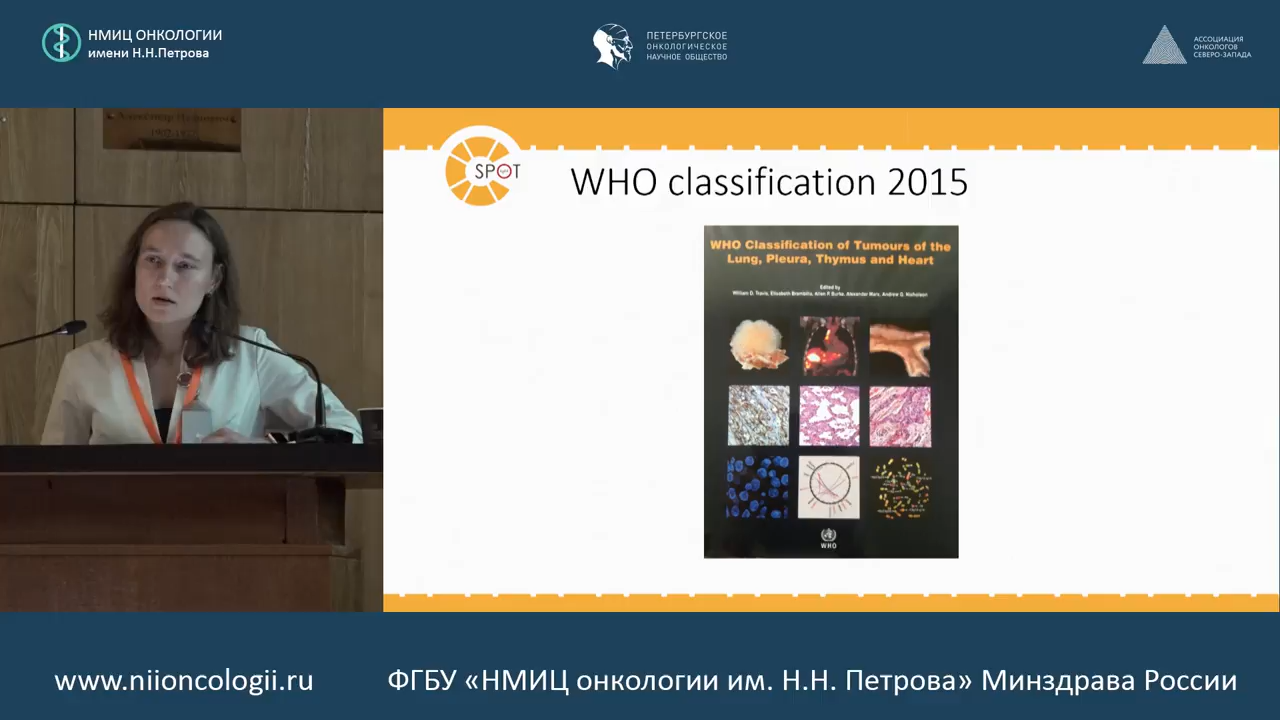 НМИЦ ОНКОЛОГИИ
имени Н.Н.Петрова
ПЕТЕРБУРГСКОЕ
ОНКОЛОГИЧЕСКОЕ
НАУЧНОЕ ОБЩЕСТВО
АССОЦИАЦИЯ
ОНКОЛОГОВ
СЕВЕРО-ЗАПАДА
SPOT
WHO classification 2015
WHO Classification of Tumours of the
Lung, Pleura, Thymus and Heart
Edited by
William D. Travis, Elisabeth Brambilla, Allen P. Burke, Alexander Marx, Andrew G. Nicholson
WHO
www.niioncologii.ru
ФГБУ «НМИЦ онкологии им. Н.Н. Петрова» Минздрава России